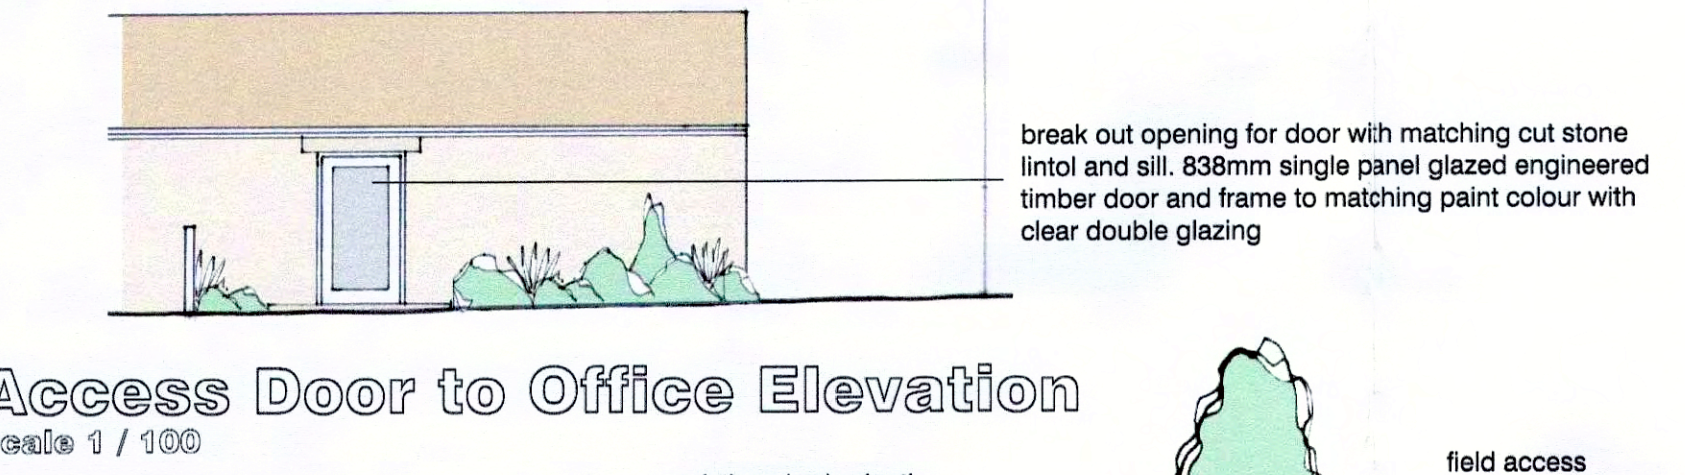 break out opening for door with matching cut stone
lintol and sill. 838mm single panel glazed engineered
timber door and frame to matching paint colour with
clear double glazing
Access Door to Office Elevation
cale 1 / 100
field access